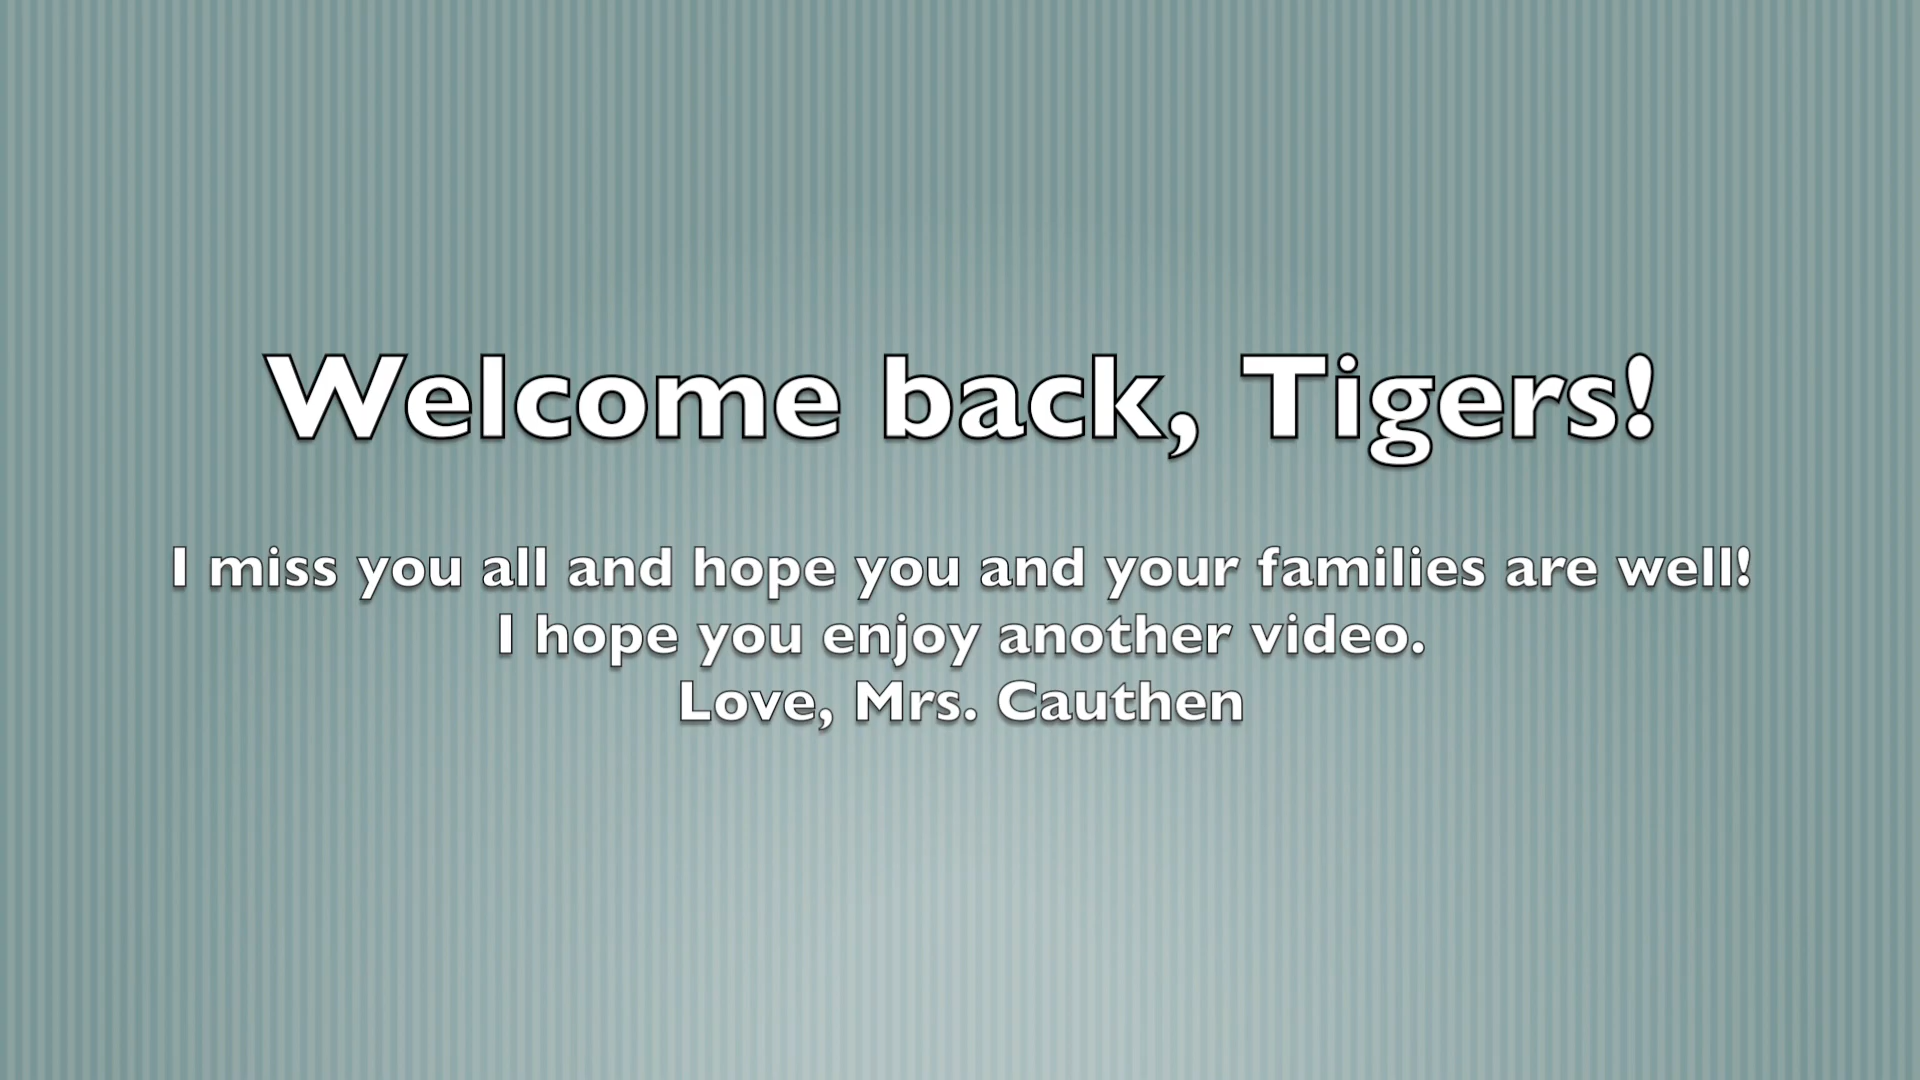 Welcome back, Tigers!
I miss you all and hope you and your families are well!
I hope you enjoy another video.
Love, Mrs. Cauthen